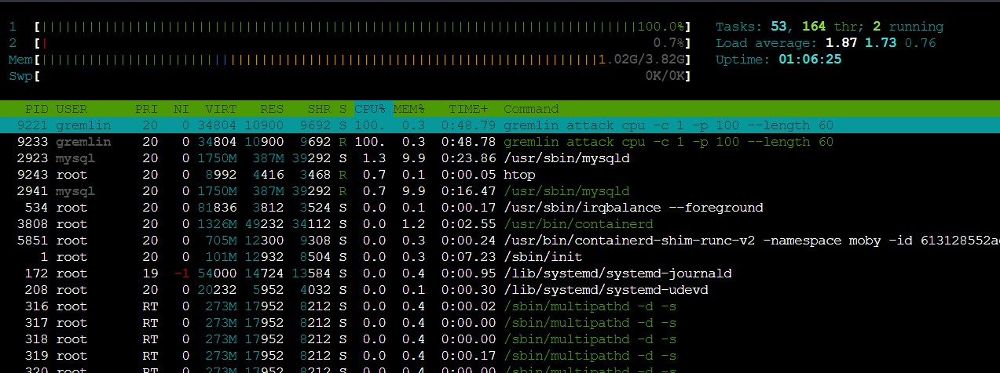 1 [||||||||||||||||||||||||||||||||||||||||||||||||||||||||||||||||||||||||||||100.0%] Tasks: 53, 164 thr; 2 running
2 [| 0.7%] Load average: 1.87 1.73 0.76
Mem[|||||||||||||||||||||||||||||||||||||||||||||||||||||||||||||||||||||||1.02G/3.82G] Uptime: 01:06:25
Swp[ 0K/0K]
PID USER PRI NI VIRT RES SHR S CPU% MEM% TIME+ Command
9221 gremlin 20 0 34804 10900 9692 S 100. 0.3 0:48.79 gremlin attack cpu -c 1 -p 100 --length 60
9233 gremlin 20 0 34804 10900 9692 R 100. 0.3 0:48.78 gremlin attack cpu -c 1 -p 100 --length 60
2923 mysql 20 0 1750M 387M 39292 S 1.3 9.9 0:23.86 /usr/sbin/mysqld
9243 root 20 0 8992 4416 3468 R 0.7 0.1 0:00.05 htop
2941 mysql 20 0 1750M 387M 39292 R 0.7 9.9 0:16.47 /usr/sbin/mysqld
534 root 20 0 81836 3812 3524 S 0.0 0.1 0:00.17 /usr/sbin/irqbalance --foreground
3808 root 20 0 1326M 49232 34112 S 0.0 1.2 0:02.55 /usr/bin/containerd
5851 root 20 0 705M 12300 9308 S 0.0 0.3 0:00.24 /usr/bin/containerd-shim-runc-v2 -namespace moby -id 613128552a
1 root 20 0 101M 12932 8504 S 0.0 0.3 0:07.23 /sbin/init
172 root 19 -1 54000 14724 13584 S 0.0 0.4 0:00.95 /lib/systemd/systemd-journald
208 root 20 0 20232 5952 4032 S 0.0 0.1 0:00.30 /lib/systemd/systemd-udevd
316 root RT 0 273M 17952 8212 S 0.0 0.4 0:00.02 /sbin/multipathd -d -s
317 root RT 0 273M 17952 8212 S 0.0 0.4 0:00.00 /sbin/multipathd -d -s
318 root RT 0 273M 17952 8212 S 0.0 0.4 0:00.00 /sbin/multipathd -d -s
319 root RT 0 273M 17952 8212 S 0.0 0.4 0:00.17 /sbin/multipathd -d -s
320 root RT 0 273M 17952 8212 S 0.0 0.4 0:00.00 /sbin/multipathd -d -s